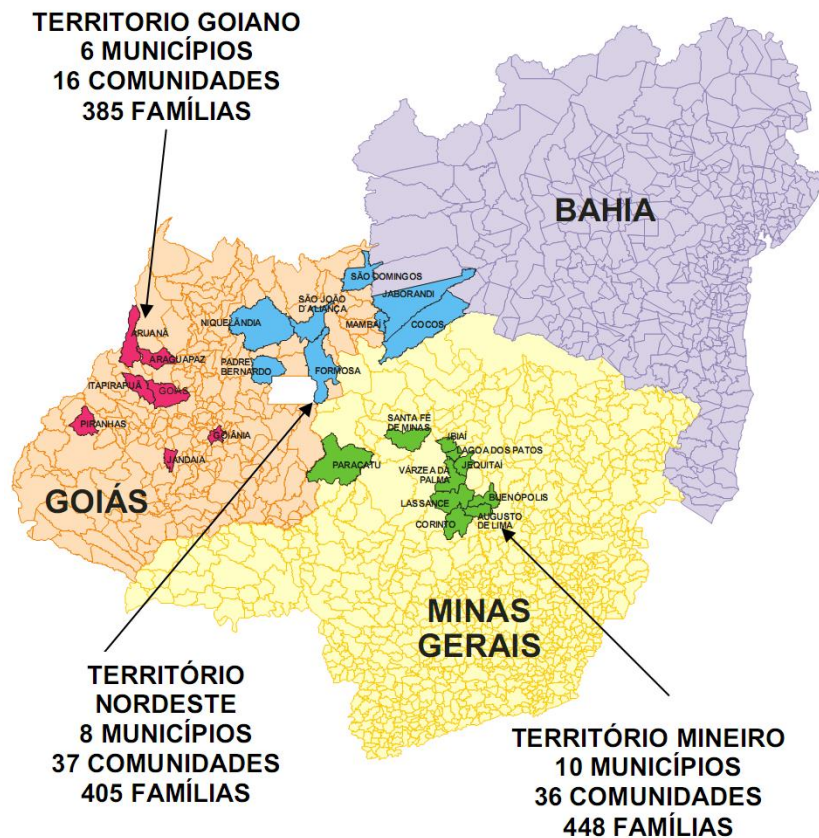 TERRITORIO GOIANO
6 MUNICÍPIOS
16 COMUNIDADES
385 FAMÍLIAS
BAHIA
SÃO DOMINGOS
JABORANDI
SÃO JOÃO
D'ALIANÇA
NIQUELÂNDIA
MAMBAÍ
COCOS
ARUANÃ
ARAGUAPAZ
PADRE
BERNARDO
FORMOSA
ITAPIRAPUÃ
GOIÁS
PIRANHAS
GOIÂNIA
JANDAIA
SANTA FÉ
DE MINAS
IBIAÍ
LAGOA DOS PATOS
PARACATU
JEQUITAÍ
VÁRZEA DA
PALMA
BUENÓPOLIS
LASSANCE
AUGUSTO
DE LIMA
CORINTO
GOIÁS
MINAS
GERAIS
TERRITÓRIO
NORDESTE
8 MUNICÍPIOS
37 COMUNIDADES
405 FAMÍLIAS
TERRITÓRIO MINEIRO
10 MUNICÍPIOS
36 COMUNIDADES
448 FAMÍLIAS